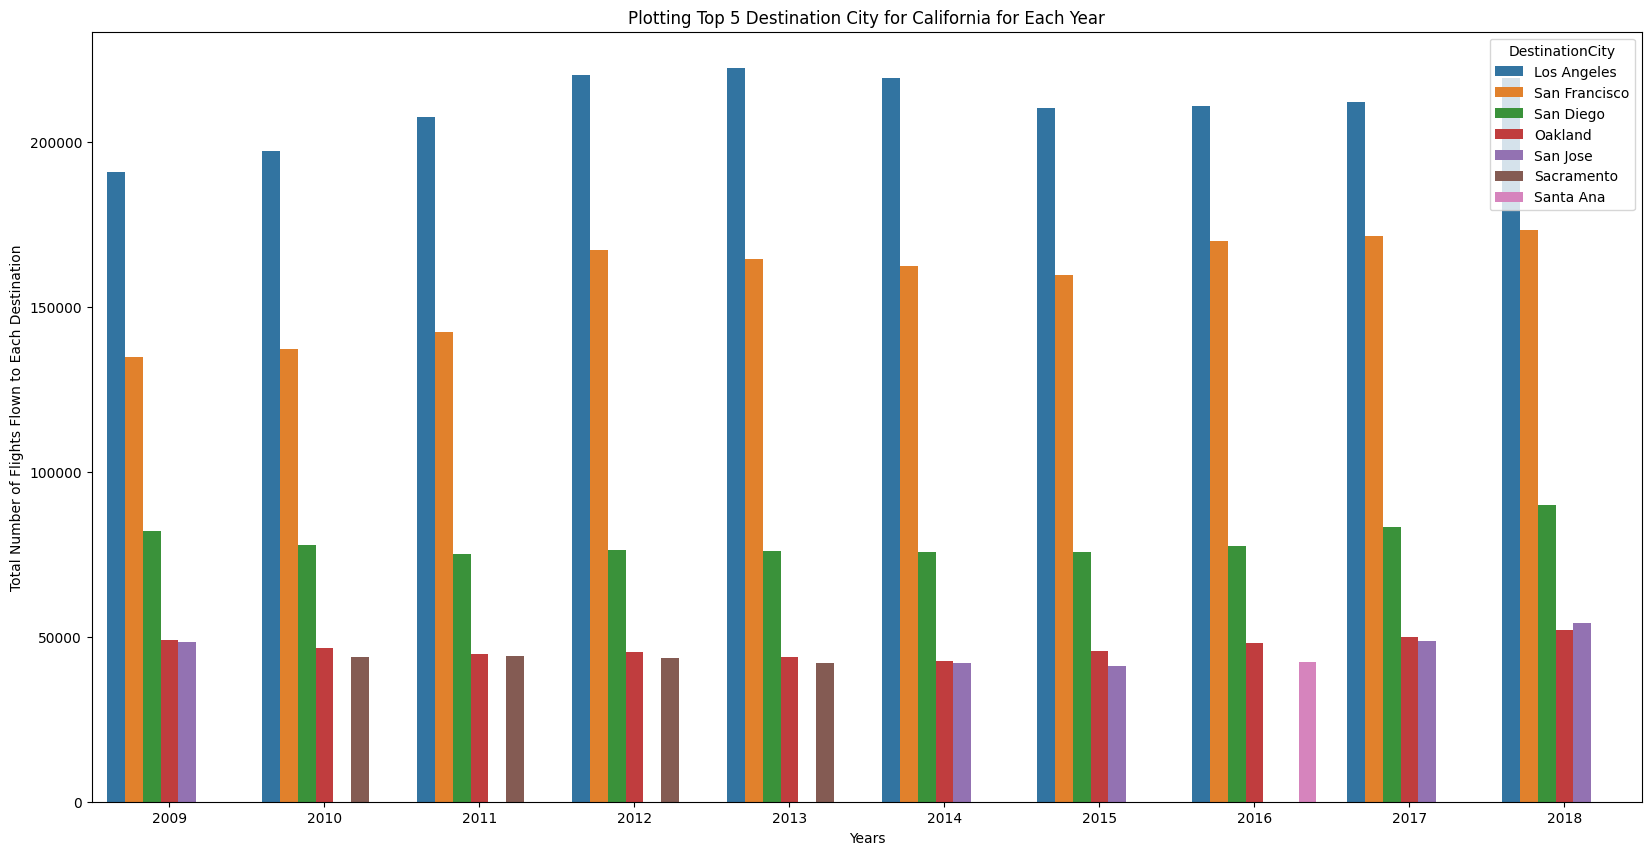 Plotting Top 5 Destination City for California for Each Year
DestinationCity
Los Angeles
San Francisco
San Diego
Oakland
San Jose
Sacramento
Santa Ana
Total Number of Flights Flown to Each Destination
200000
150000
100000
50000
0
2009 2010 2011 2012 2013 2014 2015 2016 2017 2018
Years